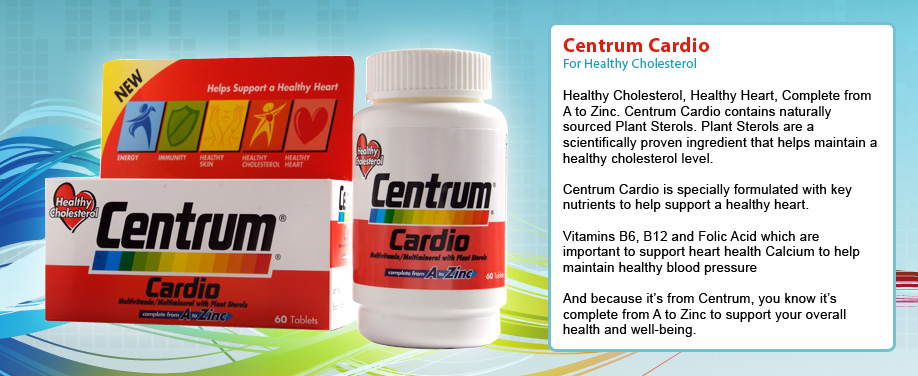 NEW
Helps Support a Healthy Heart
ENERGY
IMMUNITY
HEALTHY
SKIN
HEALTHY
CHOLESTEROL
HEALTHY
HEART
Healthy
Cholesterol
Centrum®
Cardio
Multivitamin/Multimineral with Plant Sterols
complete from A to Zinc
60 Tablets
Healthy
Cholesterol
Centrum®
Cardio
Multivitamin/Multimineral with Plant Sterols
complete from A to Zinc
60 Tablets
Centrum Cardio
For Healthy Cholesterol
Healthy Cholesterol, Healthy Heart, Complete from
A to Zinc. Centrum Cardio contains naturally
sourced Plant Sterols. Plant Sterols are a
scientifically proven ingredient that helps maintain a
healthy cholesterol level.
Centrum Cardio is specially formulated with key
nutrients to help support a healthy heart.
Vitamins B6, B12 and Folic Acid which are
important to support heart health Calcium to help
maintain healthy blood pressure
And because it's from Centrum, you know it's
complete from A to Zinc to support your overall
health and well-being.